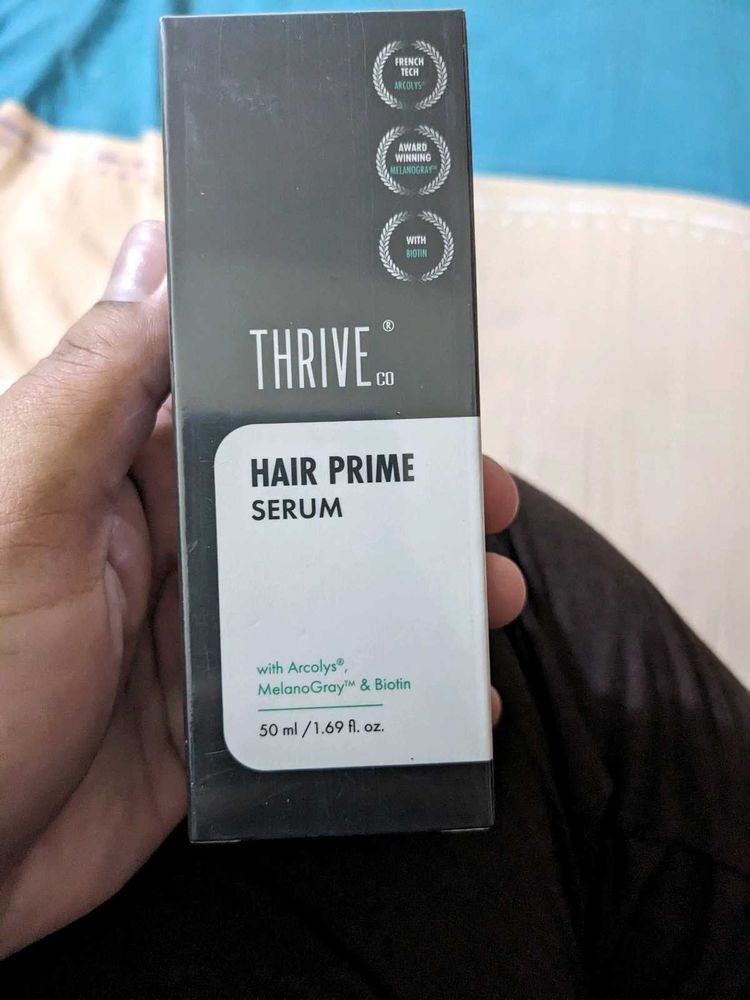 FRENCH
TECH
ARCOLYS®
AWARD
WINNING
MELANOGRAY™
WITH
BIOTIN
THRIVE®
CO
HAIR PRIME
SERUM
with Arcolys®,
MelanoGray™ & Biotin
50 ml /1.69 fl. oz.